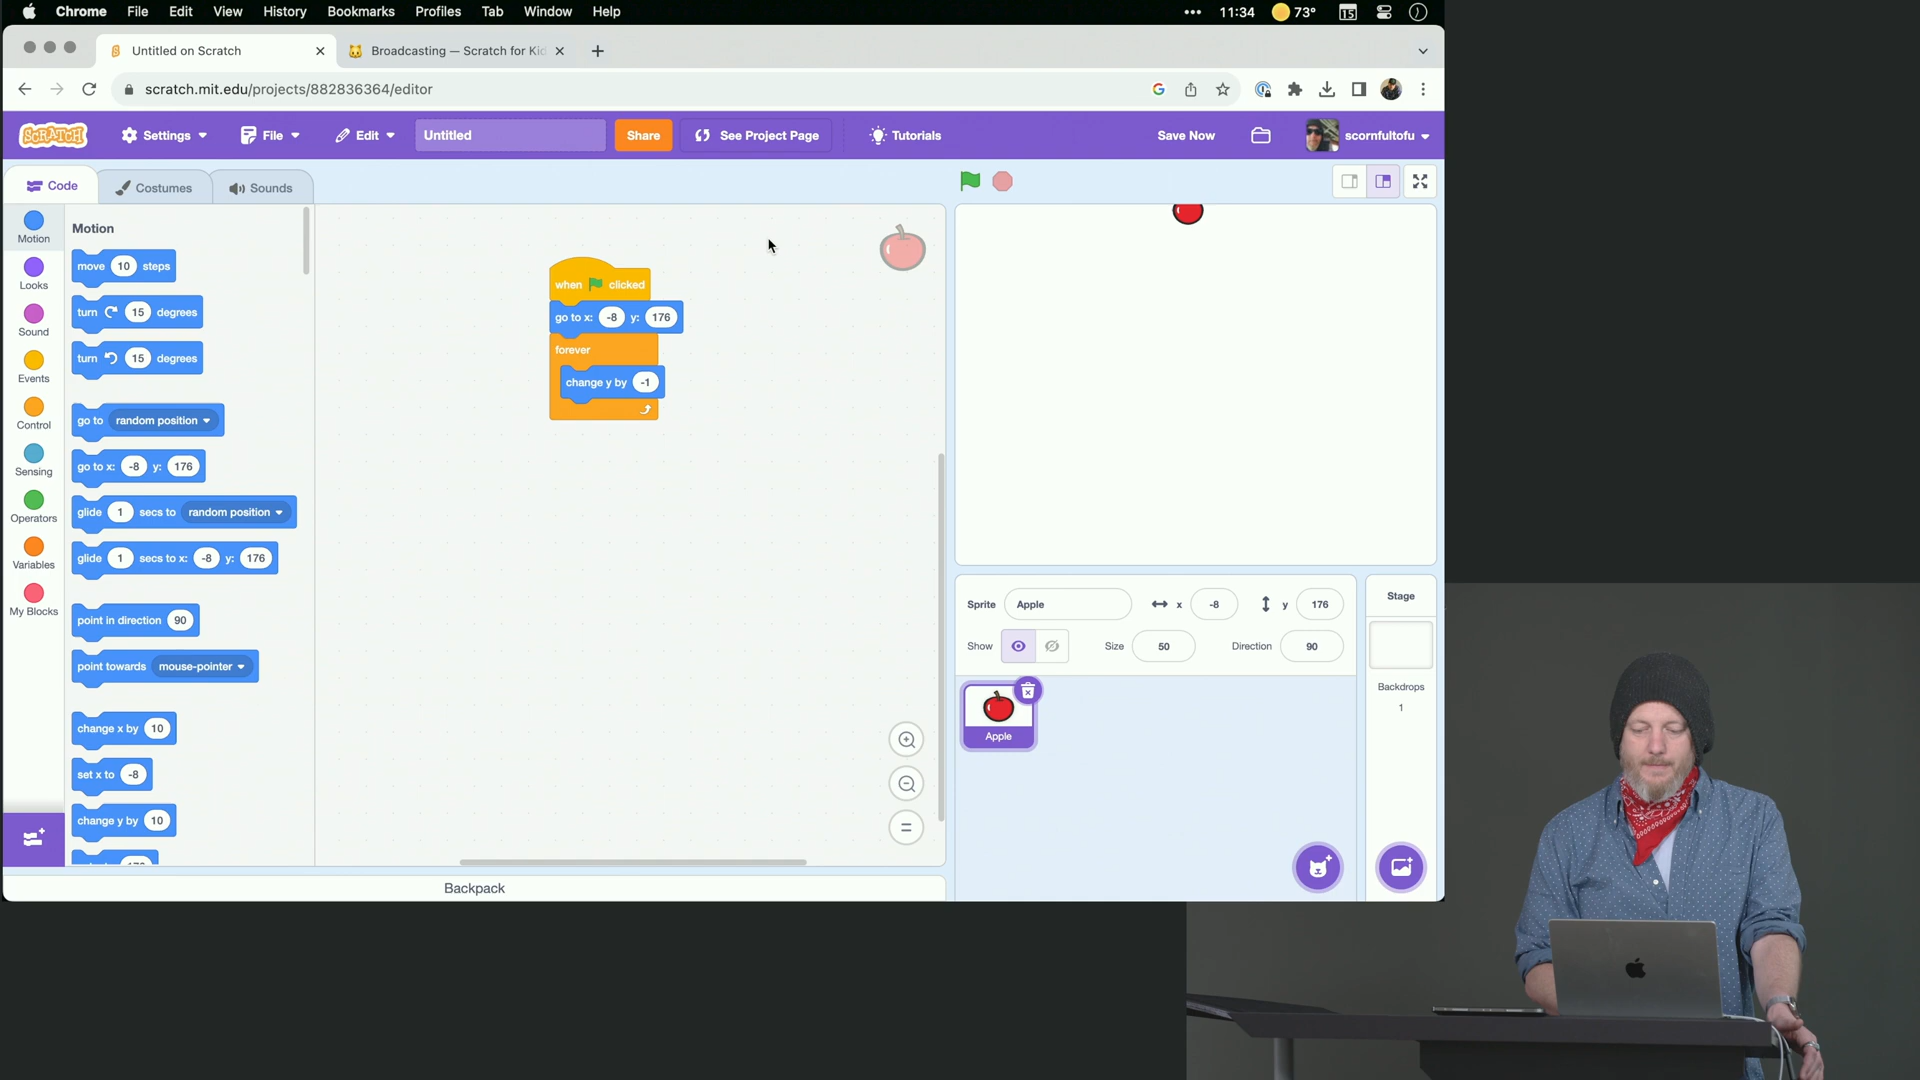 Chrome File Edit View History Bookmarks Profiles Tab Window Help
11:34 73° 15
Untitled on Scratch
Broadcasting — Scratch for Kid
scratch.mit.edu/projects/882836364/editor
SCRATCH Settings File Edit Untitled Share See Project Page Tutorials Save Now scornfultofu
Code Costumes Sounds
Motion
Looks
Sound
Events
Control
Sensing
Operators
Variables
My Blocks
Motion
move 10 steps
turn 15 degrees
turn 15 degrees
go to random position
go to x: -8 y: 176
glide 1 secs to random position
glide 1 secs to x: -8 y: 176
point in direction 90
point towards mouse-pointer
change x by 10
set x to -8
change y by 10
when clicked
go to x: -8 y: 176
forever
change y by -1
Backpack
Sprite Apple x -8 y 176
Show Size 50 Direction 90
Apple
Stage
Backdrops
1